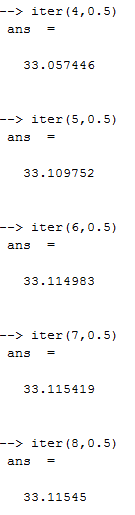 --> iter(4,0.5)
ans  =
33.057446
--> iter(5,0.5)
ans  =
33.109752
--> iter(6,0.5)
ans  =
33.114983
--> iter(7,0.5)
ans  =
33.115419
--> iter(8,0.5)
ans  =
33.11545